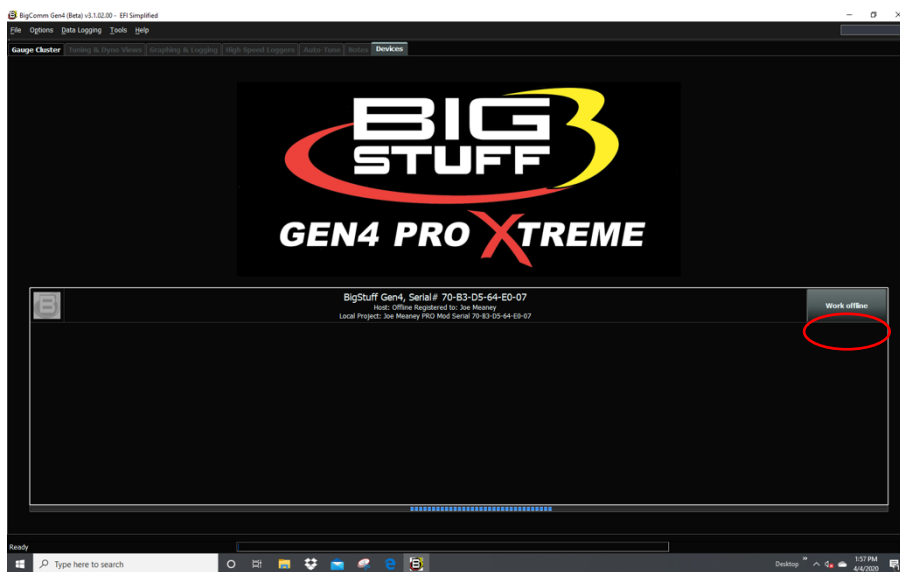 BigComm Gen4 (Beta) v3.1.02.00 - EFI Simplified
File Options Data Logging Tools Help
Gauge Cluster Tuning & Dyno Views Graphing & Logging High Speed Loggers Auto-Tune Notes Devices
BIG
STUFF 3
GEN4 PRO XTREME
BigStuff Gen4, Serial# 70-B3-D5-64-E0-07
Host: Offline Registered to: Joe Meaney
Local Project: Joe Meaney PRO Mod Serial 70-B3-D5-64-E0-07
Work offline
Ready
Type here to search
Desktop
1:57 PM
4/4/2020